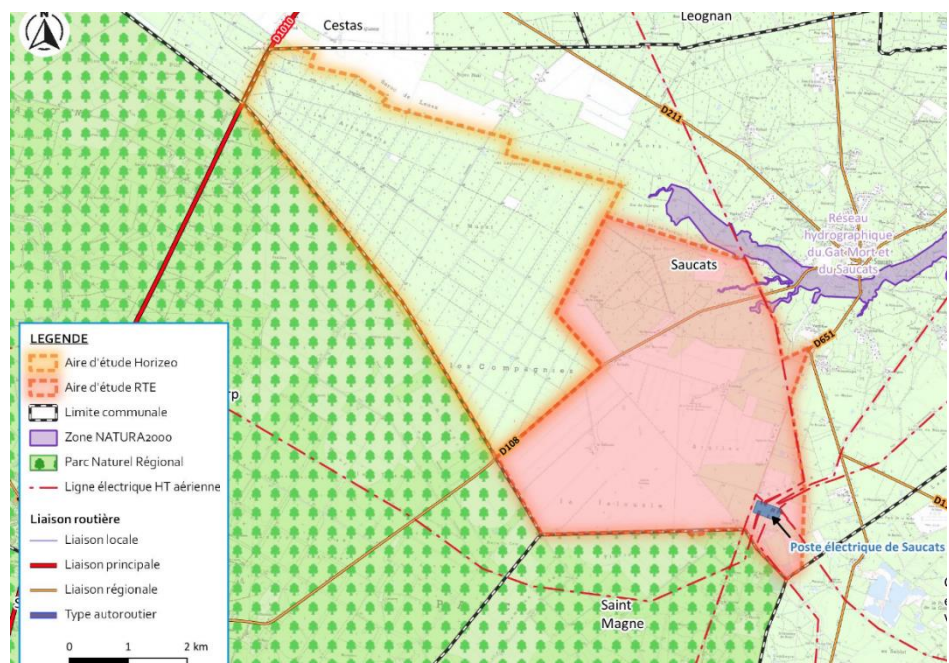 Cestas
Leognan
D1010
D211
Réseau
hydrographique
du Gat Mort et
du Saucats
Saucats
D651
les Compagnies
D108
Poste électrique de Saucats
Saint
Magne
LEGENDE
Aire d'étude Horizeo
Aire d'étude RTE
Limite communale
Zone NATURA2000
Parc Naturel Régional
Ligne électrique HT aérienne
Liaison routière
Liaison locale
Liaison principale
Liaison régionale
Type autoroutier
0 1 2 km